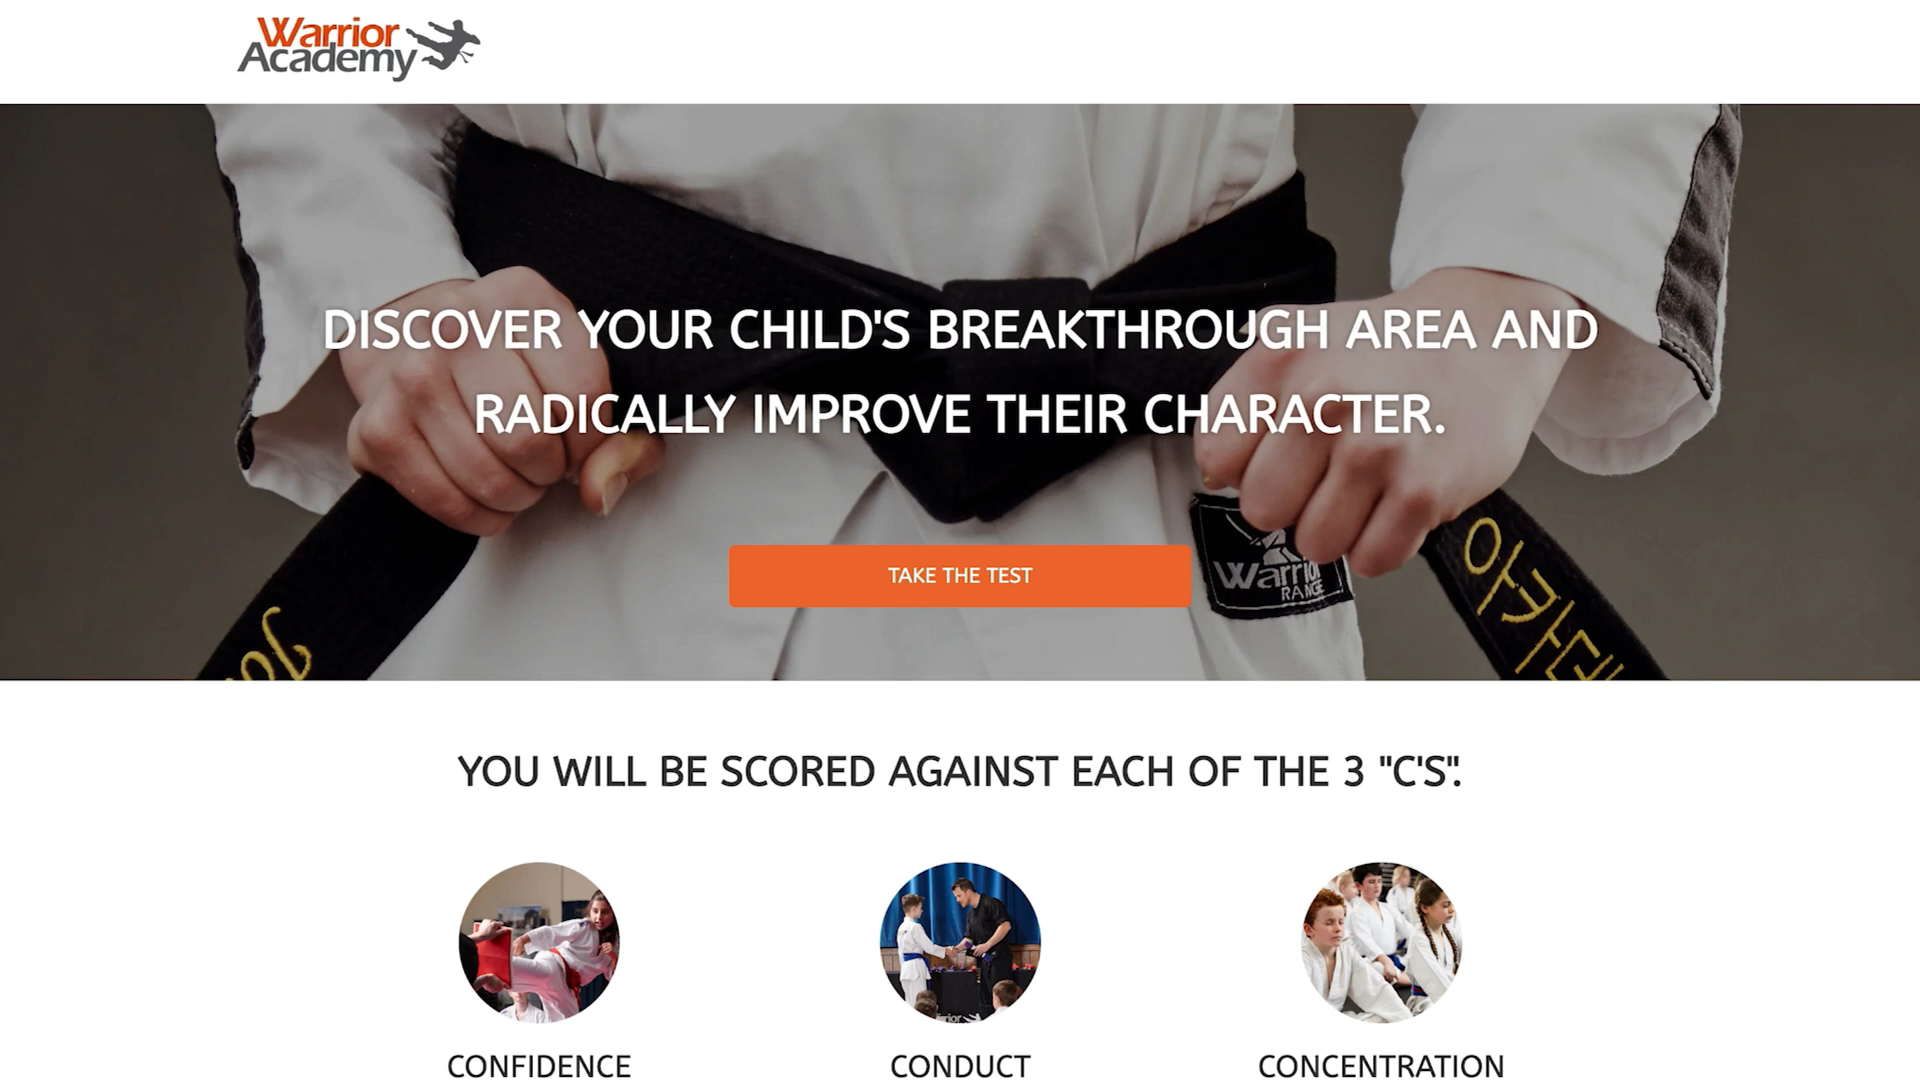 Warrior
Academy
DISCOVER YOUR CHILD'S BREAKTHROUGH AREA AND
RADICALLY IMPROVE THEIR CHARACTER.
TAKE THE TEST
Warrior
RANGE
YOU WILL BE SCORED AGAINST EACH OF THE 3 "C'S".
CONFIDENCE
CONDUCT
CONCENTRATION